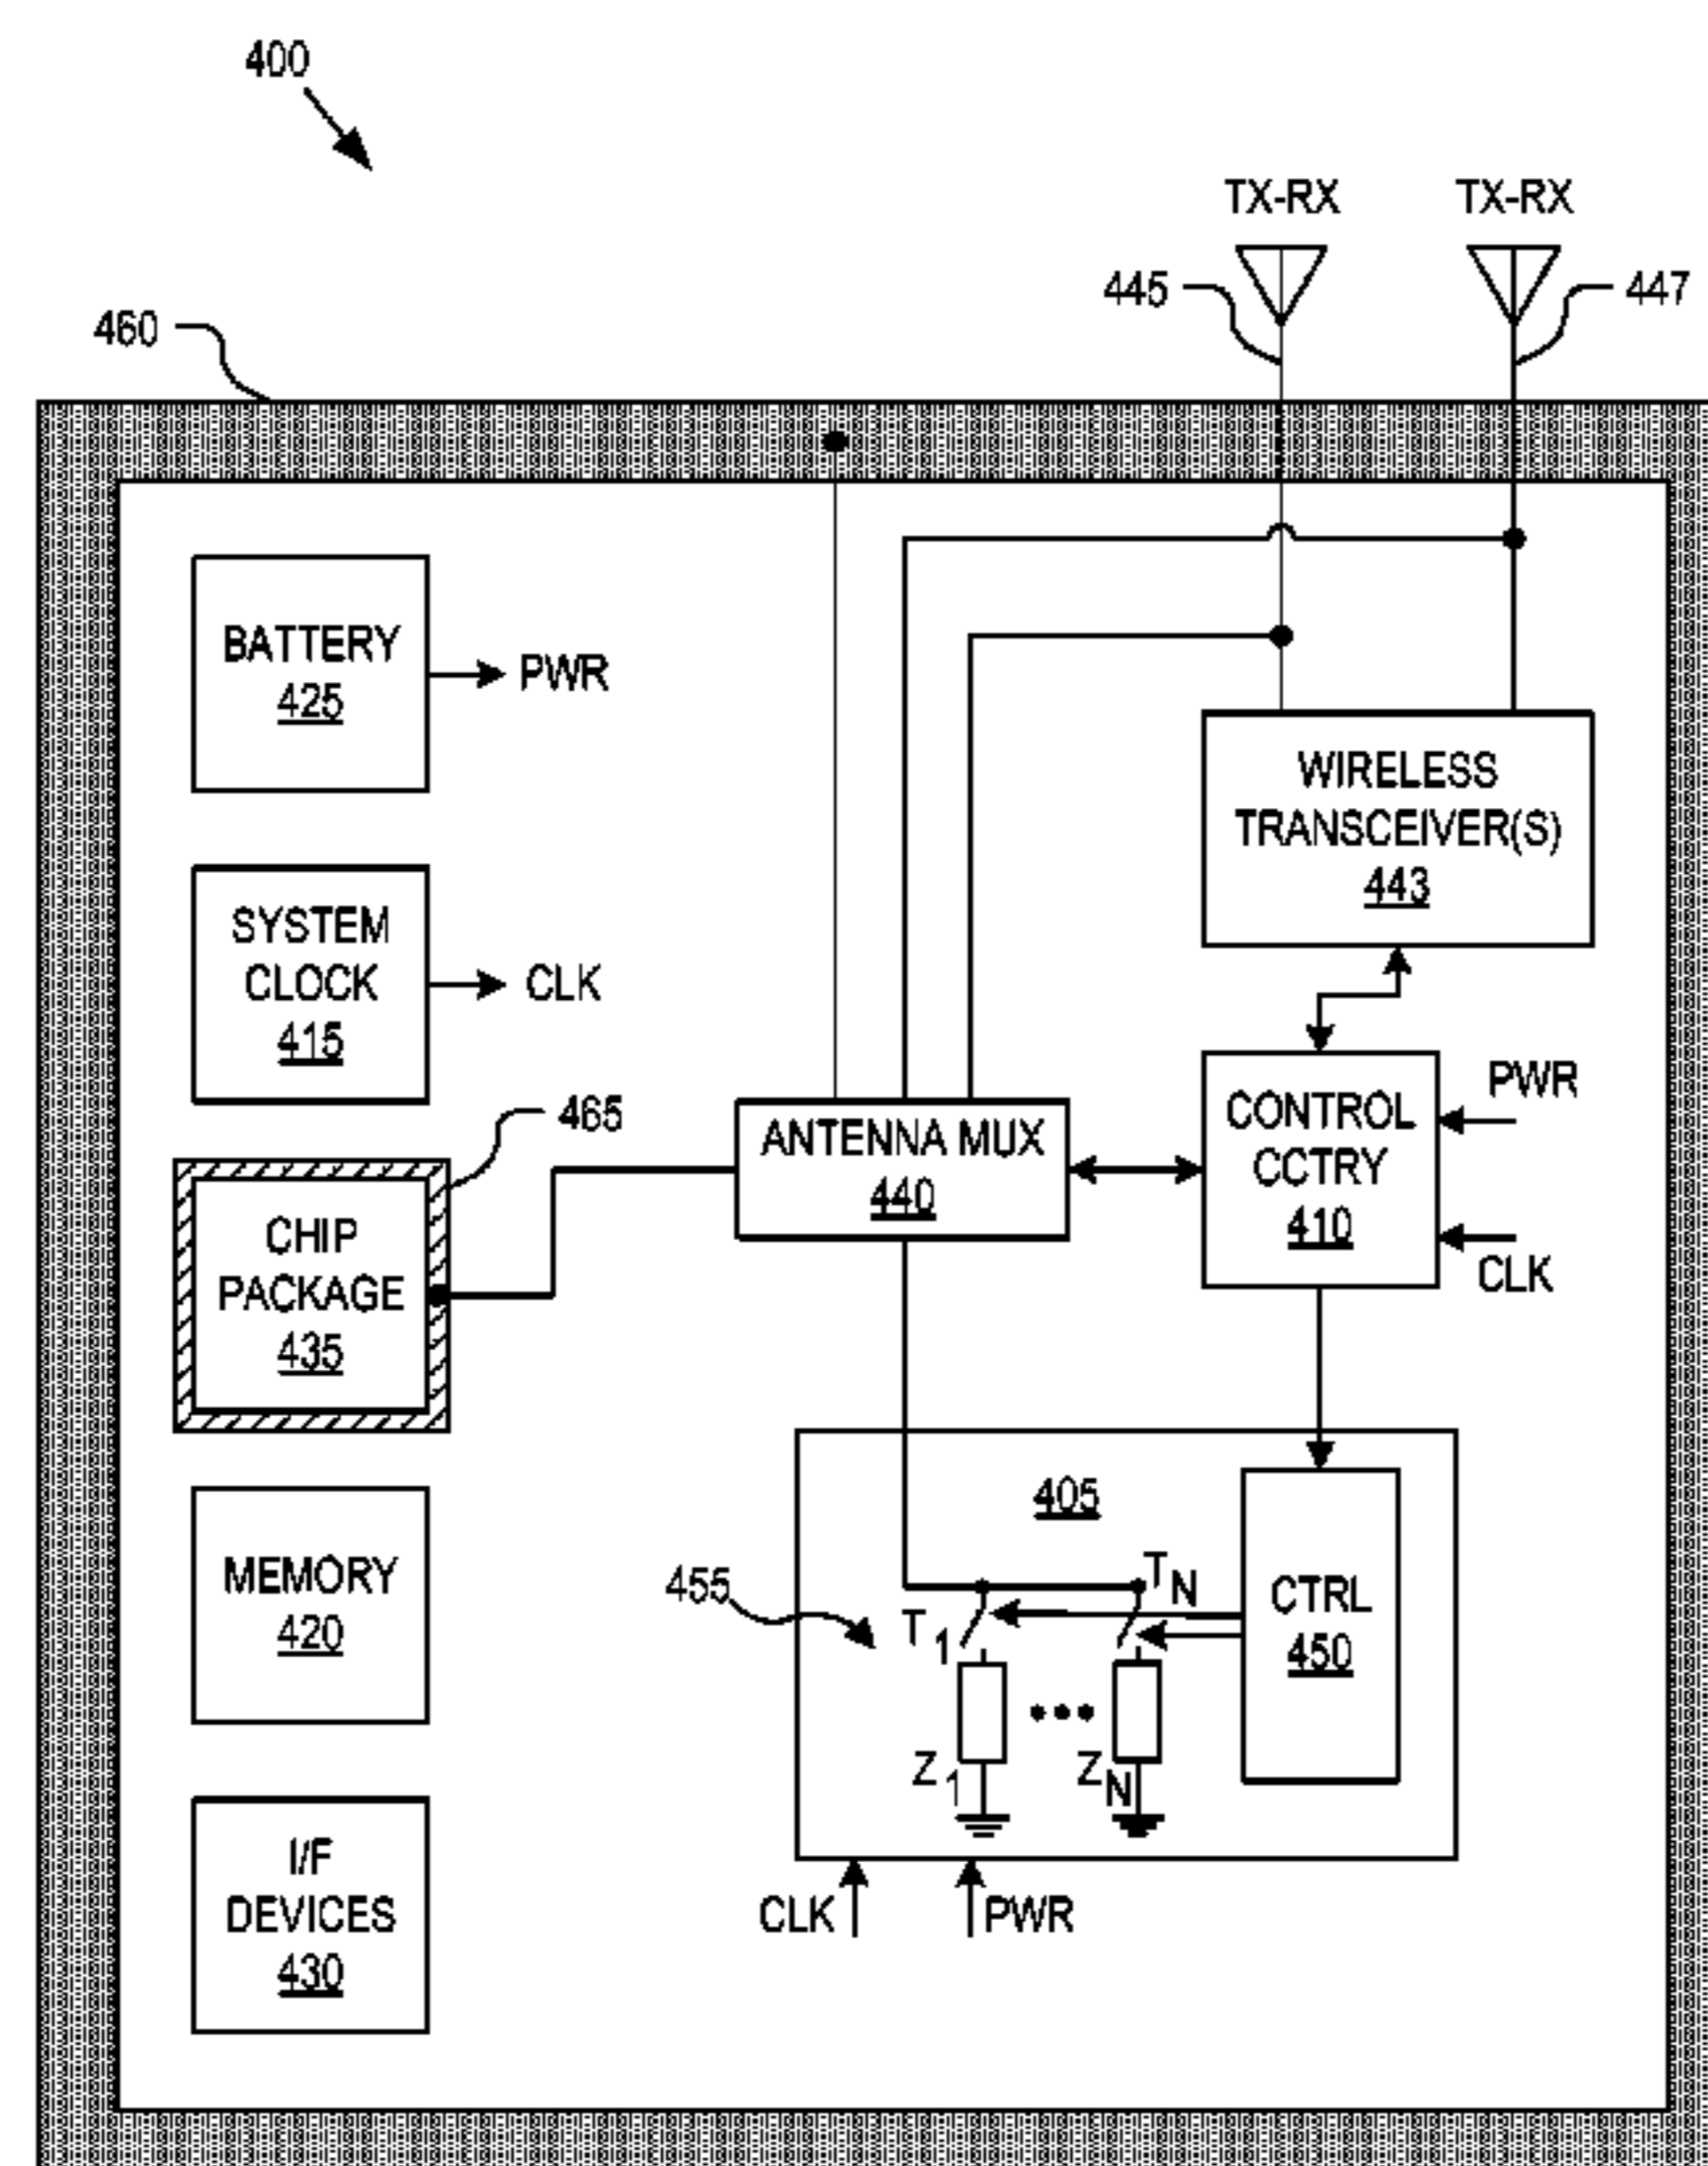 400
TX-RX
TX-RX
445
447
460
BATTERY
425
PWR
WIRELESS
TRANSCEIVER(S)
443
SYSTEM
CLOCK
415
CLK
465
ANTENNA MUX
440
CONTROL
CCTRY
410
PWR
CLK
CHIP
PACKAGE
435
405
MEMORY
420
455
T1
TN
CTRL
450
Z1
ZN
I/F
DEVICES
430
CLK
PWR